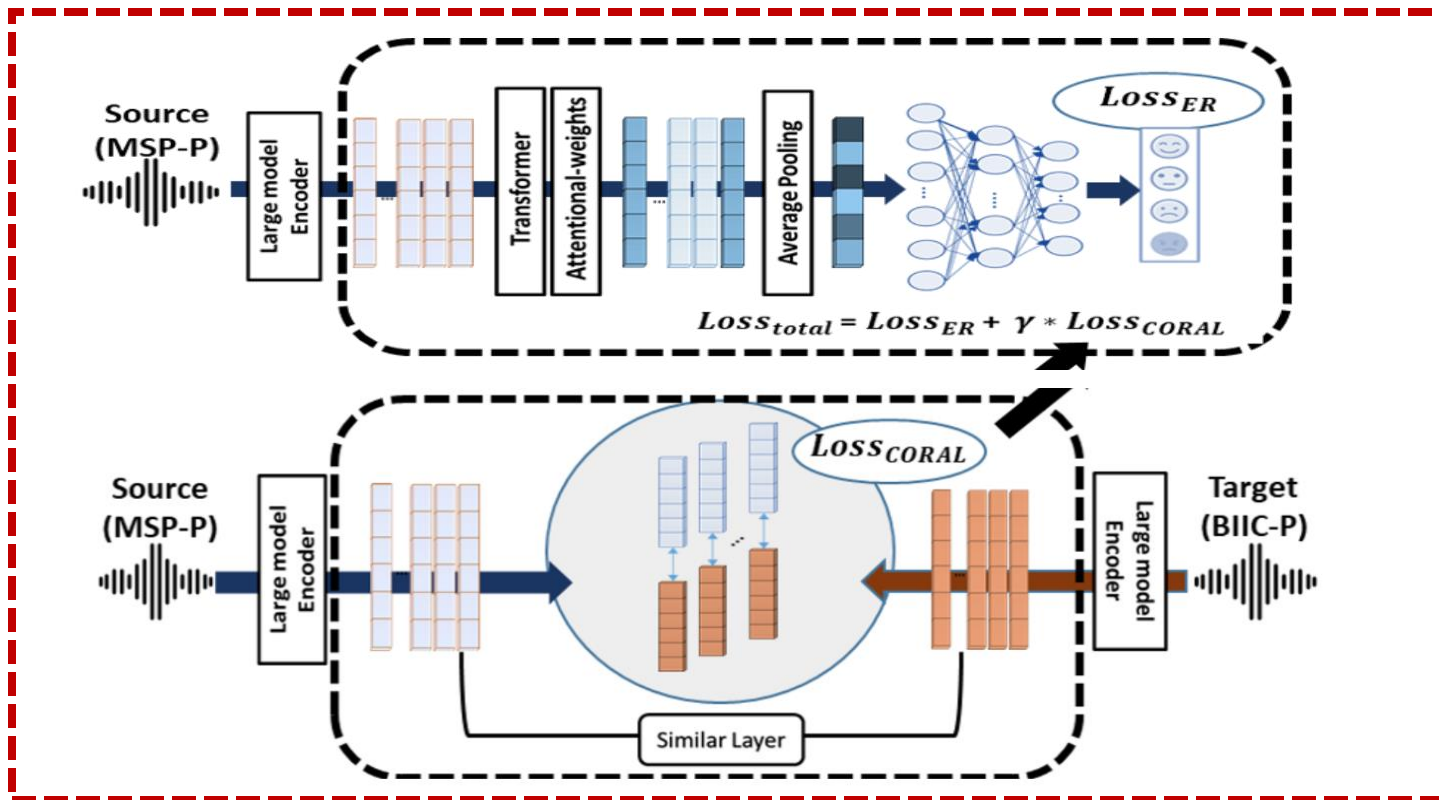 Source
(MSP-P)
Large model
Encoder
...
Transformer
Attentional-weights
...
Average Pooling
Loss_ER
Loss_total = Loss_ER + γ * Loss_CORAL
Source
(MSP-P)
Large model
Encoder
...
Loss_CORAL
...
Large model
Encoder
Target
(BIIC-P)
Similar Layer